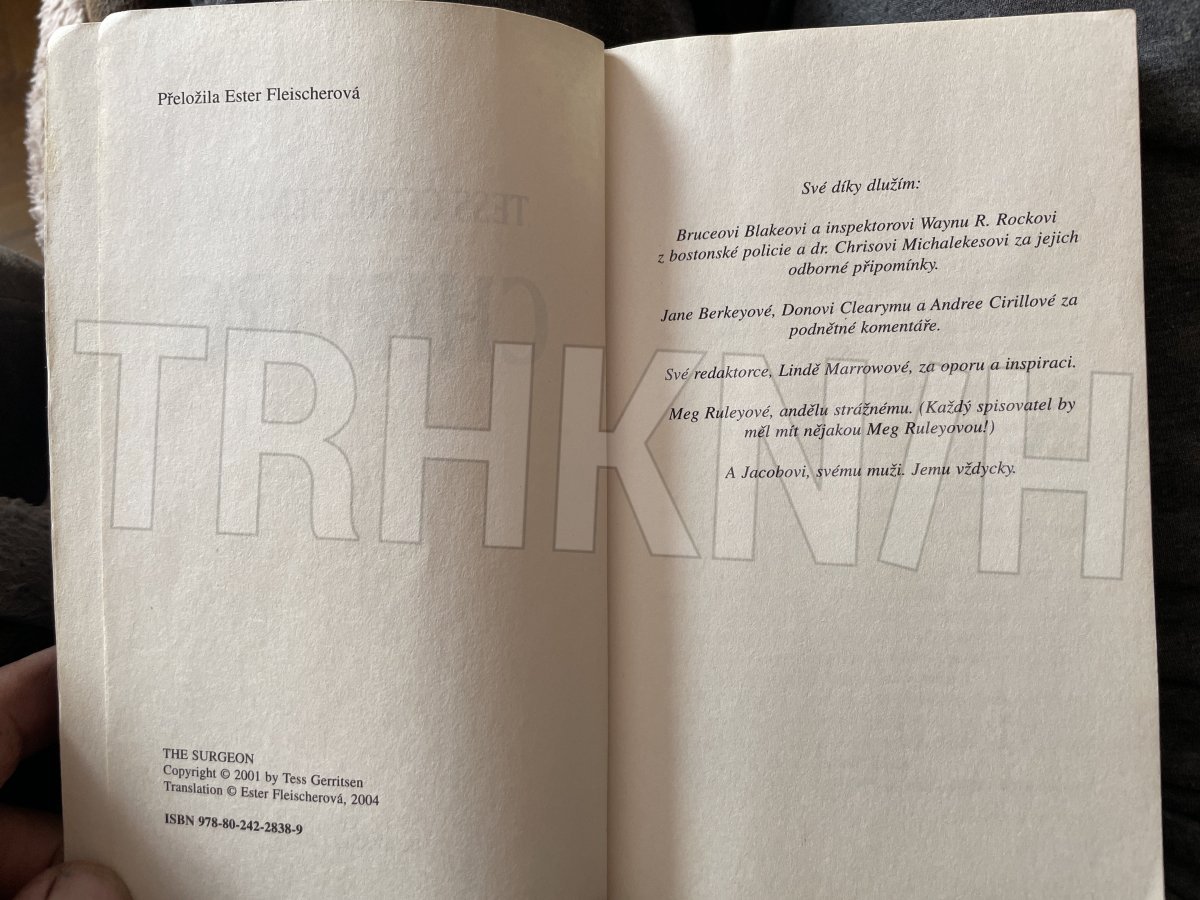 Přeložila Ester Fleischerová
THE SURGEON
Copyright © 2001 by Tess Gerritsen
Translation © Ester Fleischerová, 2004
ISBN 978-80-242-2838-9
Své díky dlužím:
Bruceovi Blakeovi a inspektorovi Waynu R. Rockovi
z bostonské policie a dr. Chrisovi Michalekesovi za jejich
odborné připomínky.
Jane Berkeyové, Donovi Clearymu a Andree Cirillové za
podnětné komentáře.
Své redaktorce, Lindě Marrowové, za oporu a inspiraci.
Meg Ruleyové, andělu strážnému. (Každý spisovatel by
měl mít nějakou Meg Ruleyovou!)
A Jacobovi, svému muži. Jemu vždycky.
TRHKN/H